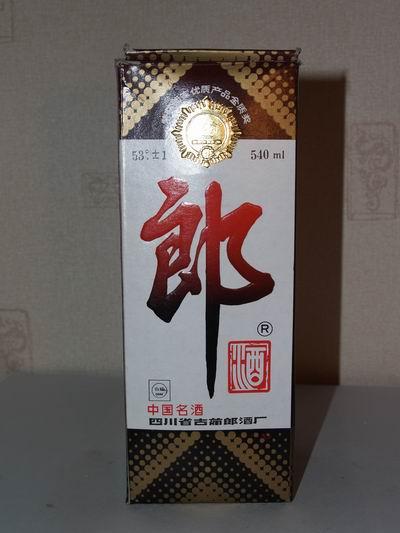 优质产品金质奖
53°±1
540 ml
郎
®
酒
中国名酒
四川省古蔺郎酒厂